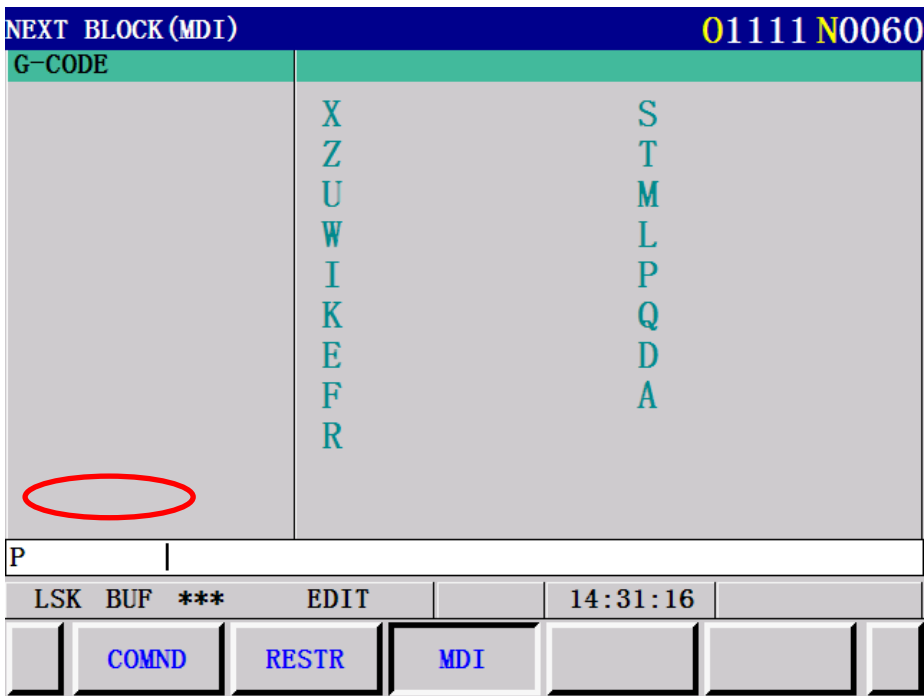 NEXT BLOCK(MDI) O1111 N0060
G-CODE
X S
Z T
U M
W L
I P
K Q
E D
F A
R
P
LSK BUF *** EDIT 14:31:16
COMND RESTR MDI